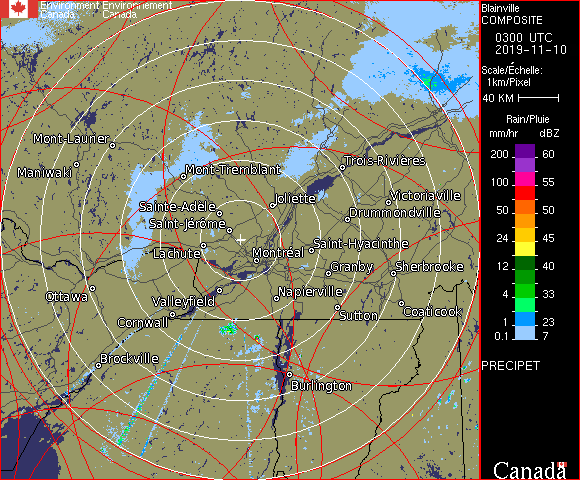 Environment Environnement
Canada Canada
Blainville
COMPOSITE
0300 UTC
2019-11-10
Scale/Échelle:
1km/Pixel
40 KM
Rain/Pluie
mm/hr dBZ
200 60
150 57
100 55
50 50
24 45
12 40
4 33
1 23
0.1 7
PRECIPET
Canada
Mont-Laurier
Maniwaki
Mont-Tremblant
Trois-Rivières
Joliette
Victoriaville
Sainte-Adèle
Drummondville
Saint-Jérôme
Lachute
Montréal
Saint-Hyacinthe
Granby
Sherbrooke
Ottawa
Valleyfield
Napierville
Cornwall
Sutton
Coaticook
Brockville
Burlington